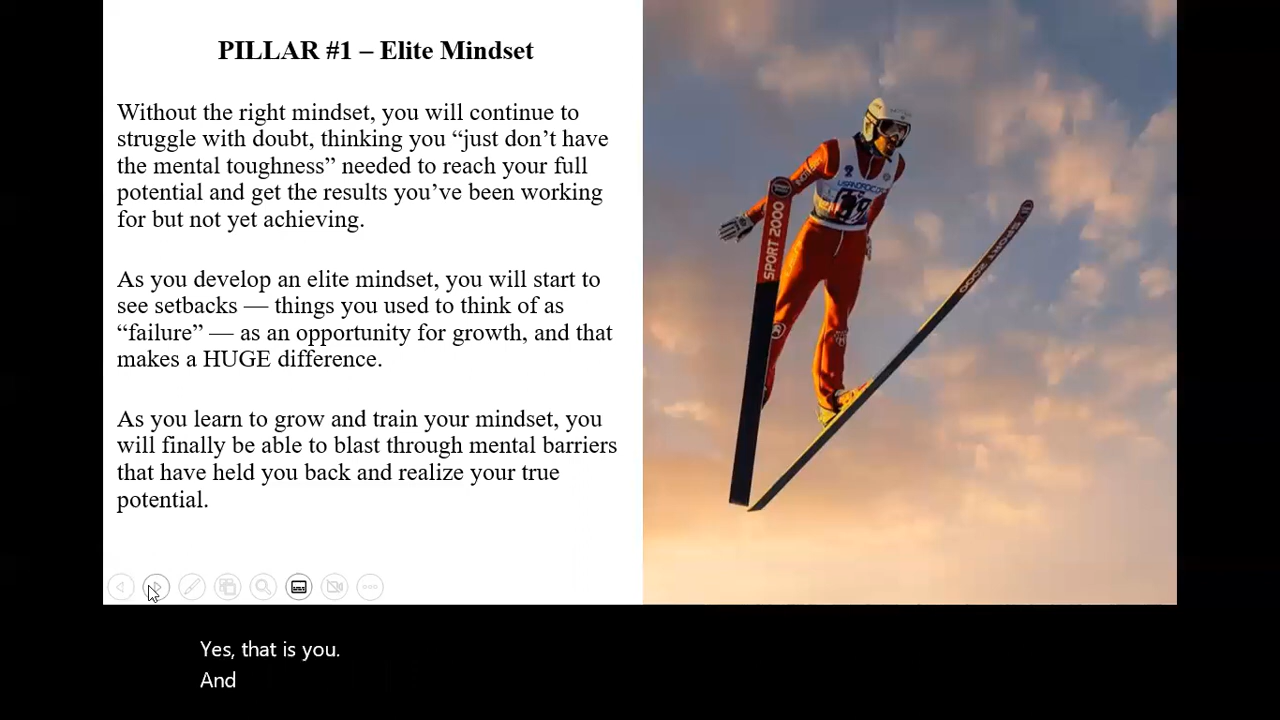 PILLAR #1 – Elite Mindset
Without the right mindset, you will continue to
struggle with doubt, thinking you “just don’t have
the mental toughness” needed to reach your full
potential and get the results you’ve been working
for but not yet achieving.
As you develop an elite mindset, you will start to
see setbacks — things you used to think of as
“failure” — as an opportunity for growth, and that
makes a HUGE difference.
As you learn to grow and train your mindset, you
will finally be able to blast through mental barriers
that have held you back and realize your true
potential.
SPORT 2000
SPORT 2000
Yes, that is you.
And